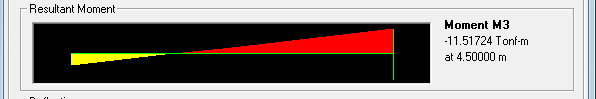 Resultant Moment
Moment M3
-11.51724 Tonf-m
at 4.50000 m